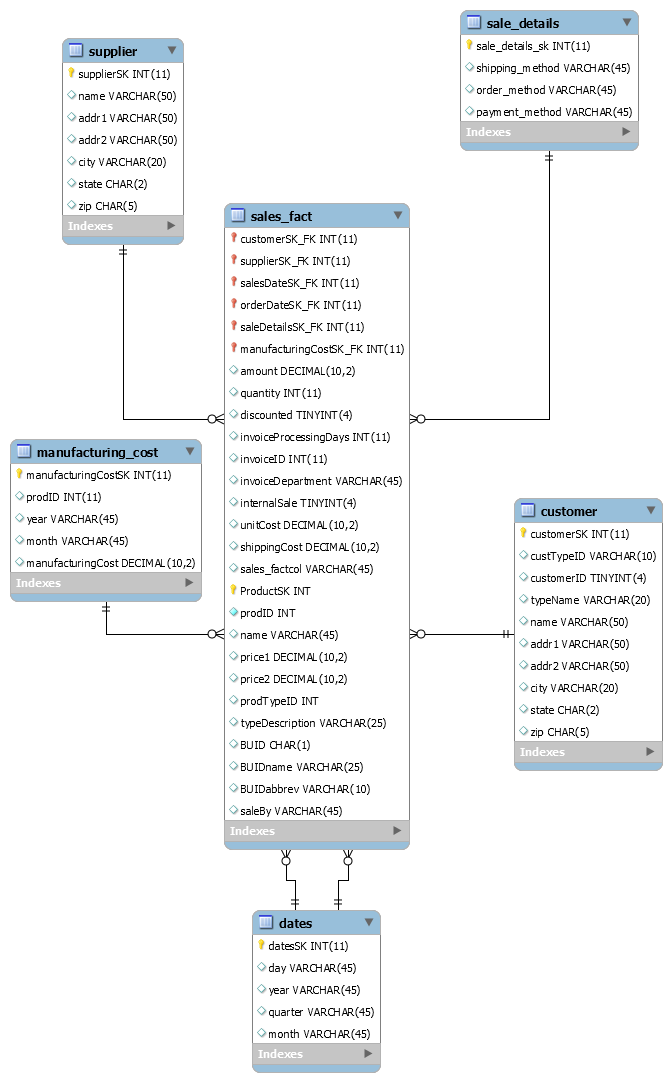 supplier
supplierSK INT(11)
name VARCHAR(50)
addr1 VARCHAR(50)
addr2 VARCHAR(50)
city VARCHAR(20)
state CHAR(2)
zip CHAR(5)
Indexes
sale_details
sale_details_sk INT(11)
shipping_method VARCHAR(45)
order_method VARCHAR(45)
payment_method VARCHAR(45)
Indexes
sales_fact
customerSK_FK INT(11)
supplierSK_FK INT(11)
salesDateSK_FK INT(11)
orderDateSK_FK INT(11)
saleDetailsSK_FK INT(11)
manufacturingCostSK_FK INT(11)
amount DECIMAL(10,2)
quantity INT(11)
discounted TINYINT(4)
invoiceProcessingDays INT(11)
invoiceID INT(11)
invoiceDepartment VARCHAR(45)
internalSale TINYINT(4)
unitCost DECIMAL(10,2)
shippingCost DECIMAL(10,2)
sales_factcol VARCHAR(45)
ProductSK INT
prodID INT
name VARCHAR(45)
price1 DECIMAL(10,2)
price2 DECIMAL(10,2)
prodTypeID INT
typeDescription VARCHAR(25)
BUID CHAR(1)
BUIDname VARCHAR(25)
BUIDabbrev VARCHAR(10)
saleBy VARCHAR(45)
Indexes
manufacturing_cost
manufacturingCostSK INT(11)
prodID INT(11)
year VARCHAR(45)
month VARCHAR(45)
manufacturingCost DECIMAL(10,2)
Indexes
customer
customerSK INT(11)
custTypeID VARCHAR(10)
customerID TINYINT(4)
typeName VARCHAR(20)
name VARCHAR(50)
addr1 VARCHAR(50)
addr2 VARCHAR(50)
city VARCHAR(20)
state CHAR(2)
zip CHAR(5)
Indexes
dates
datesSK INT(11)
day VARCHAR(45)
year VARCHAR(45)
quarter VARCHAR(45)
month VARCHAR(45)
Indexes